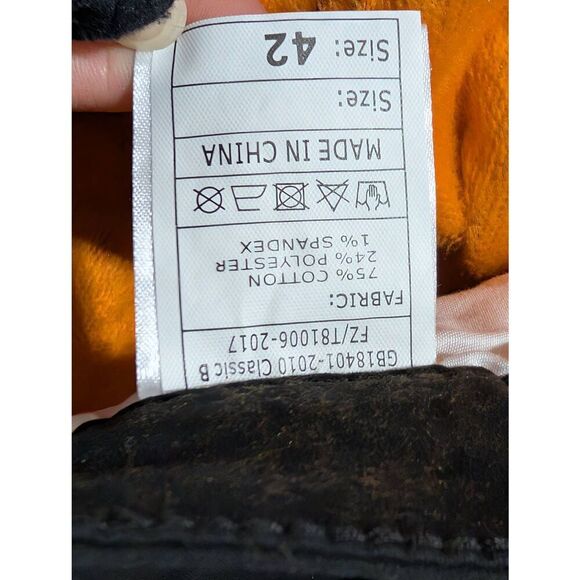 GB18401-2010 Classic B
FZ/T81006-2017
FABRIC:
75% COTTON
24% POLYESTER
1% SPANDEX
MADE IN CHINA
Size:
Size: 42